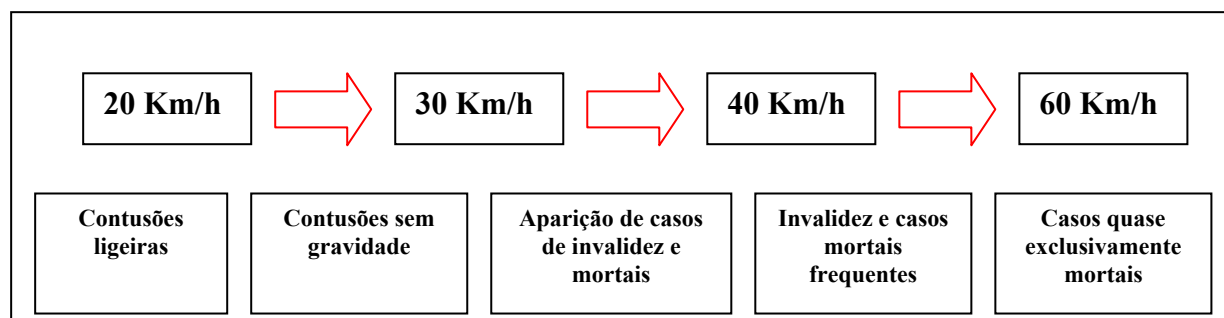 20 Km/h
30 Km/h
40 Km/h
60 Km/h
Contusões
ligeiras
Contusões sem
gravidade
Aparição de casos
de invalidez e
mortais
Invalidez e casos
mortais
frequentes
Casos quase
exclusivamente
mortais